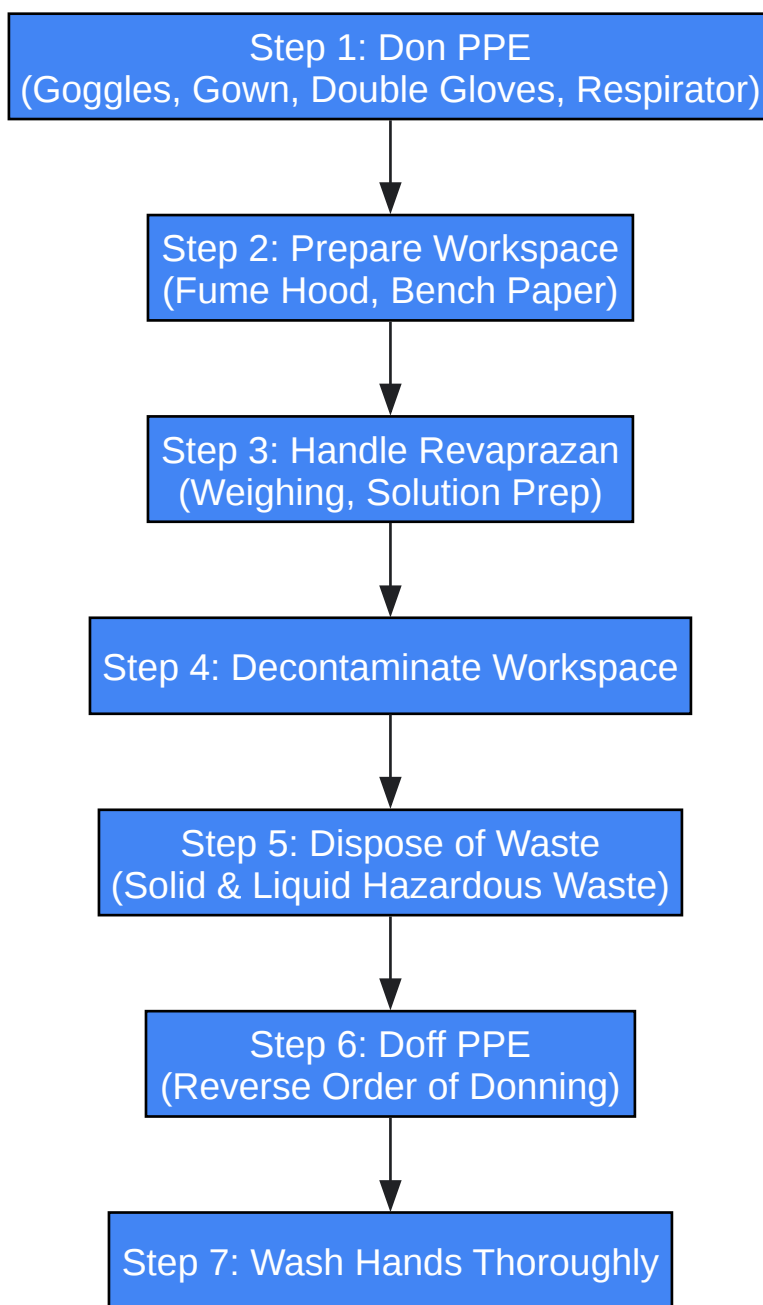 Step 1: Don PPE
(Goggles, Gown, Double Gloves, Respirator)
Step 2: Prepare Workspace
(Fume Hood, Bench Paper)
Step 3: Handle Revaprazan
(Weighing, Solution Prep)
Step 4: Decontaminate Workspace
Step 5: Dispose of Waste
(Solid & Liquid Hazardous Waste)
Step 6: Doff PPE
(Reverse Order of Donning)
Step 7: Wash Hands Thoroughly